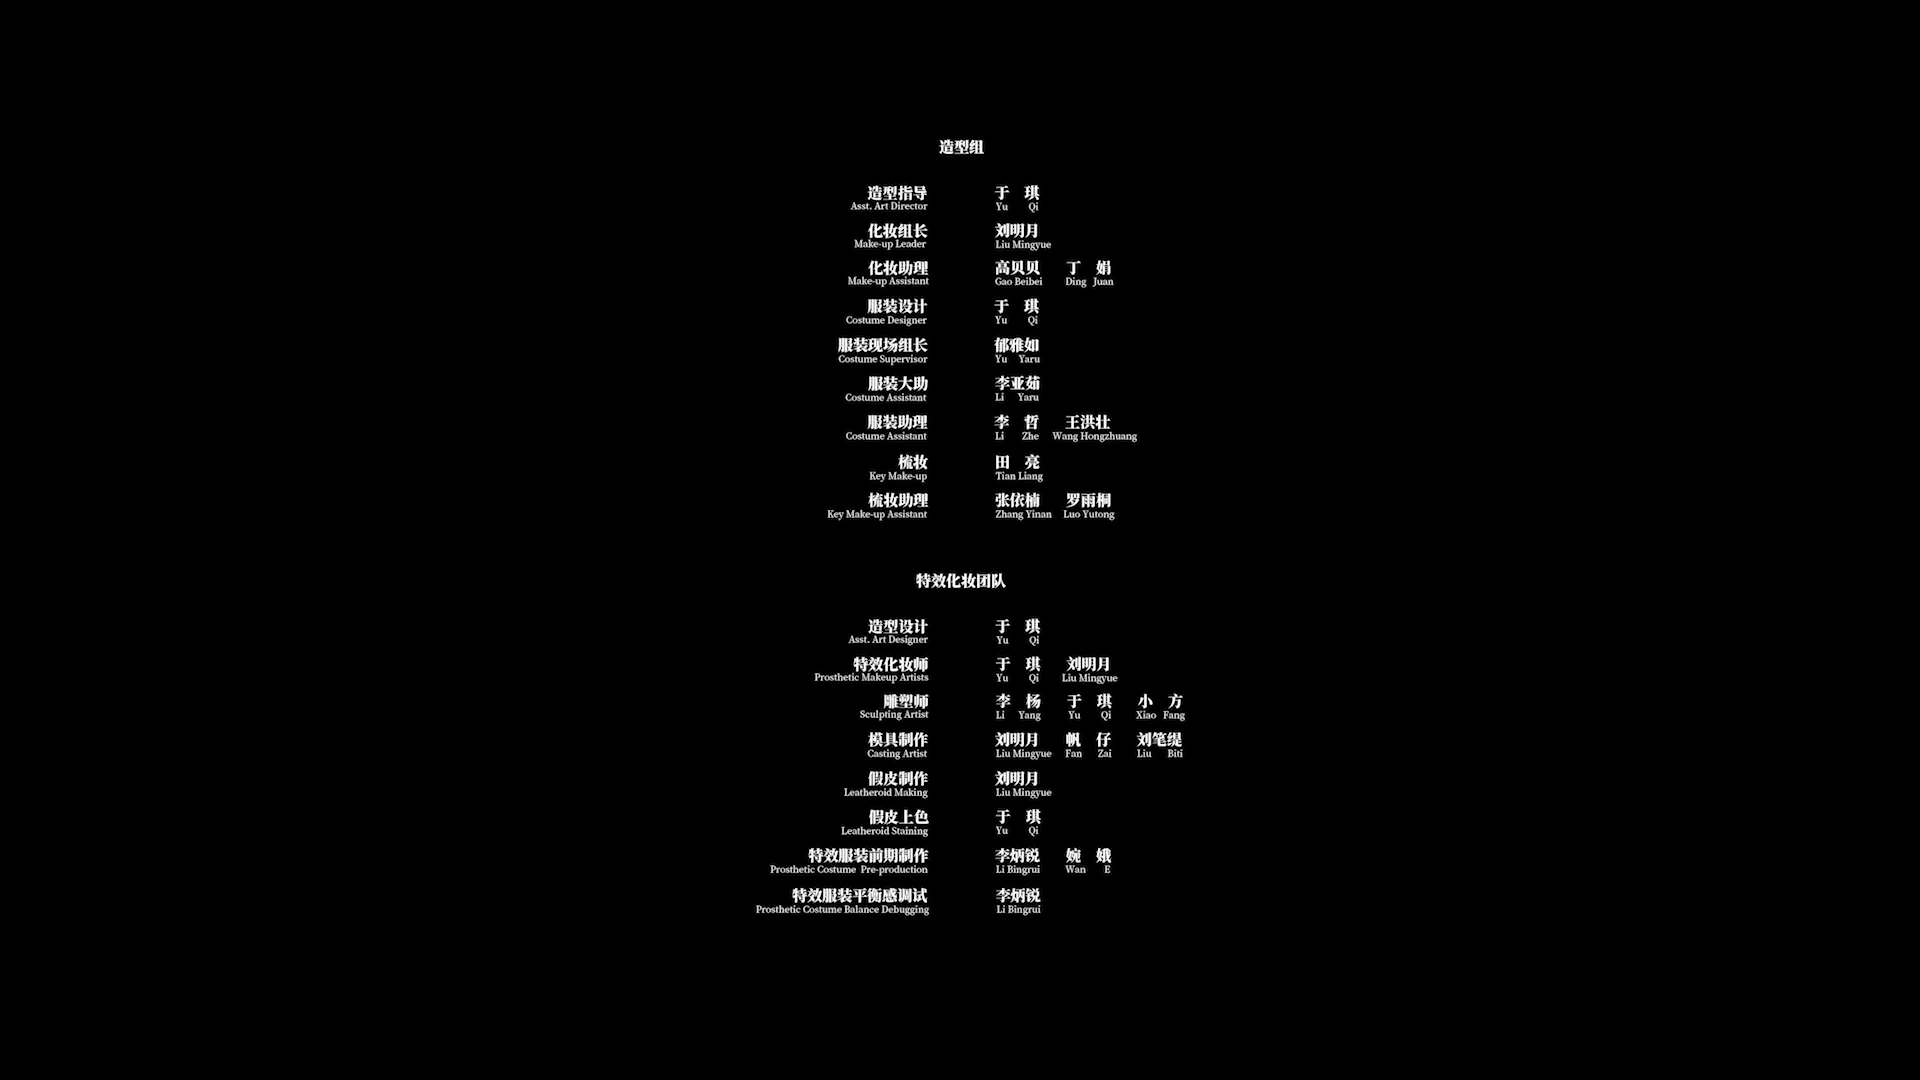 造型组
造型指导 于 琪
Asst. Art Director Yu Qi
化妆组长 刘明月
Make-up Leader Liu Mingyue
化妆助理 高贝贝 丁 娟
Make-up Assistant Gao Beibei Ding Juan
服装设计 于 琪
Costume Designer Yu Qi
服装现场组长 郁雅如
Costume Supervisor Yu Yaru
服装大助 李亚茹
Costume Assistant Li Yaru
服装助理 李 哲 王洪壮
Costume Assistant Li Zhe Wang Hongzhuang
梳妆 田 亮
Key Make-up Tian Liang
梳妆助理 张依楠 罗雨桐
Key Make-up Assistant Zhang Yinan Luo Yutong
特效化妆团队
造型设计 于 琪
Asst. Art Designer Yu Qi
特效化妆师 于 琪 刘明月
Prosthetic Makeup Artists Yu Qi Liu Mingyue
雕塑师 李 杨 于 琪 小 方
Sculpting Artist Li Yang Yu Qi Xiao Fang
模具制作 刘明月 帆 仔 刘笔缇
Casting Artist Liu Mingyue Fan Zai Liu Biti
假皮制作 刘明月
Leatheroid Making Liu Mingyue
假皮上色 于 琪
Leatheroid Staining Yu Qi
特效服装前期制作 李炳锐 婉 娥
Prosthetic Costume Pre-production Li Bingrui Wan E
特效服装平衡感调试 李炳锐
Prosthetic Costume Balance Debugging Li Bingrui